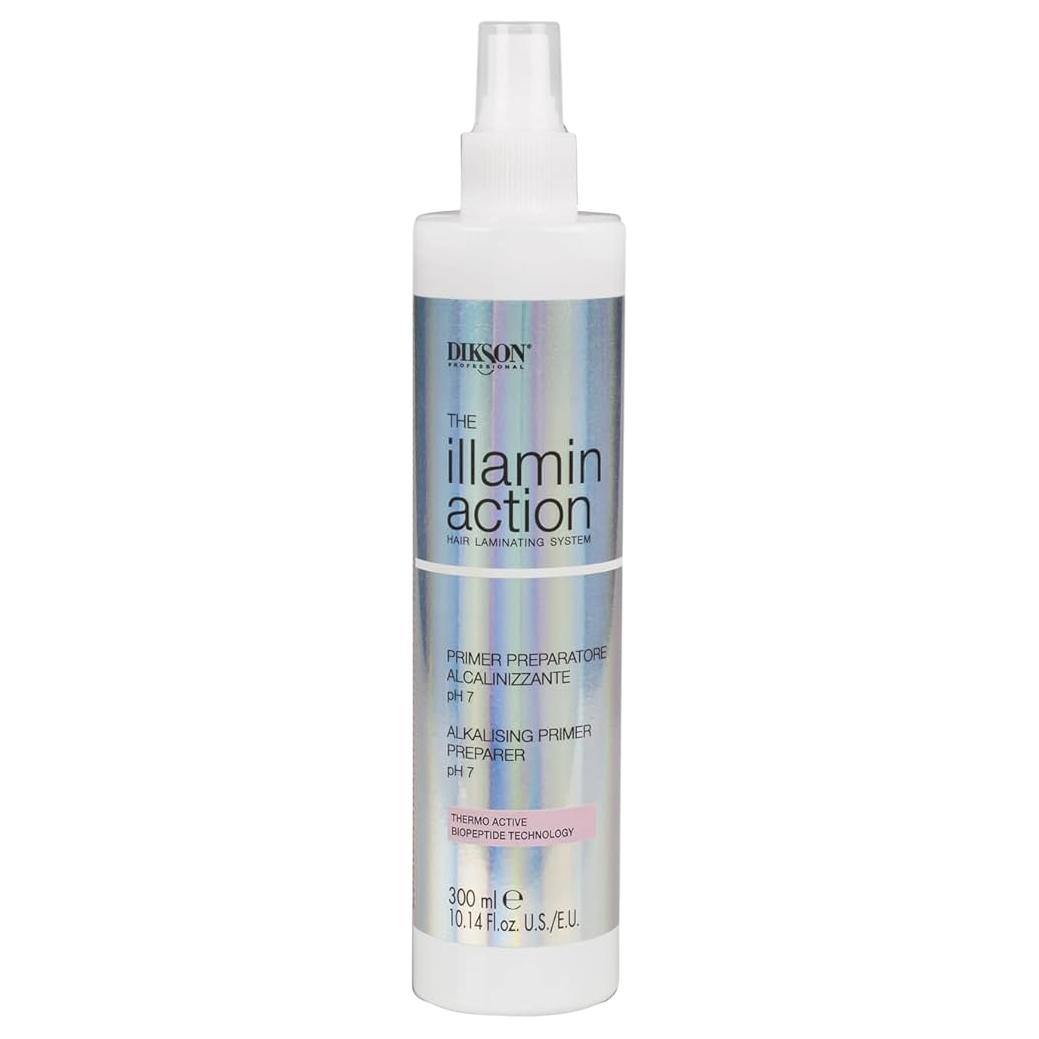 DIKSON®
PROFESSIONAL
THE
illamin
action
HAIR LAMINATING SYSTEM
PRIMER PREPARATORE
ALCALINIZZANTE
pH 7
ALKALISING PRIMER
PREPARER
pH 7
THERMO ACTIVE
BIOPEPTIDE TECHNOLOGY
300 ml ℮
10.14 Fl.oz. U.S./E.U.